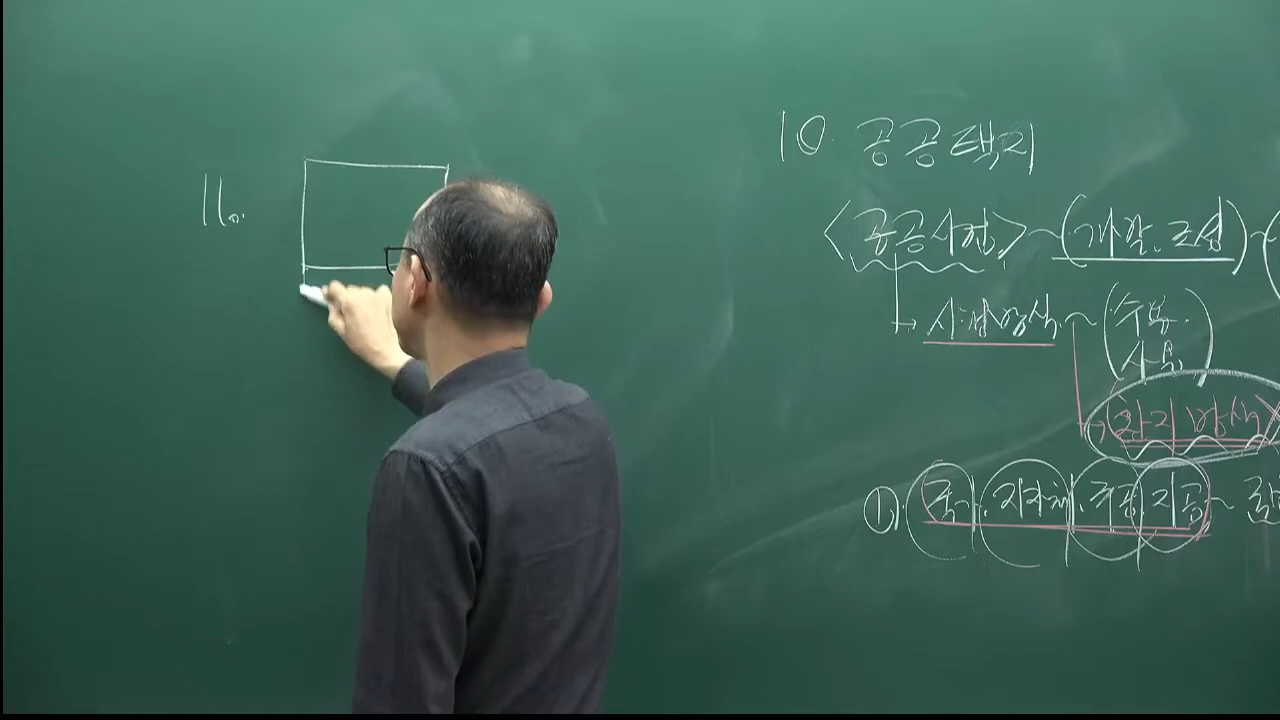 11.
10. 공공택지
<공공사업> ~ (개발. 조성) ~ (
↳ 사업방식 ~ (수용. 사용)
환지 방식
① 국가. 지자체. 주공. 지공 ~